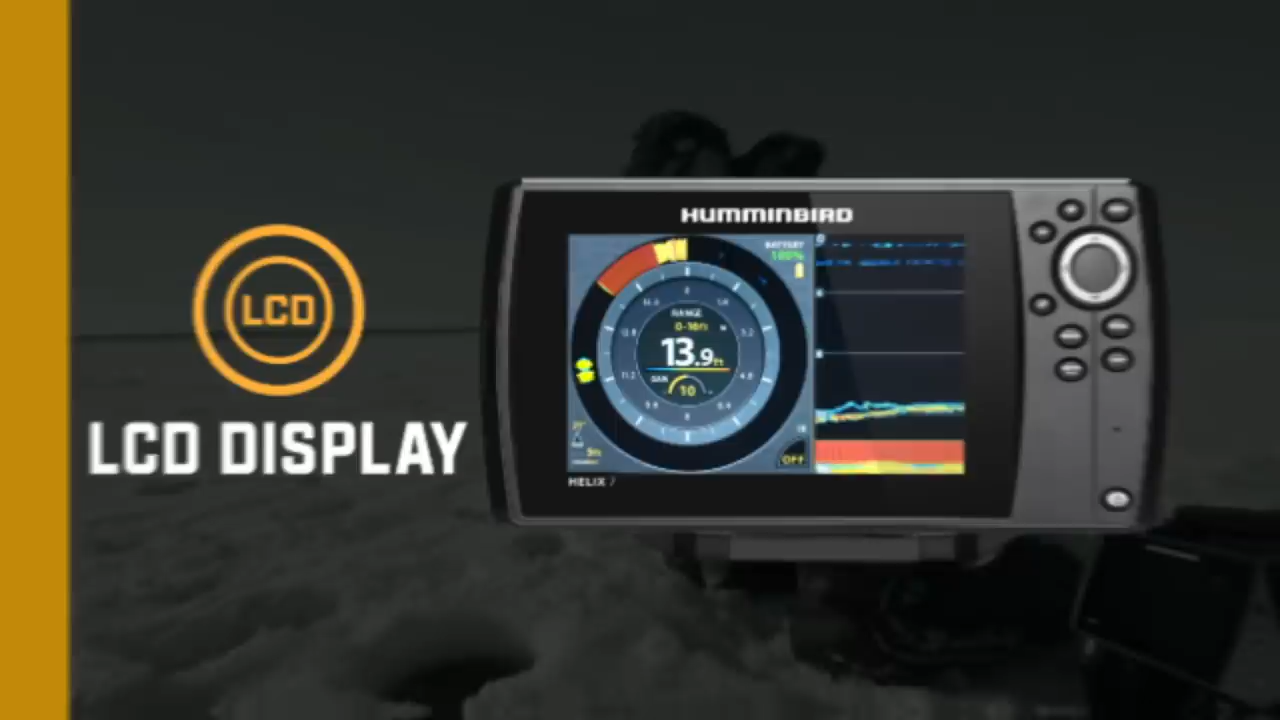 LCD
LCD DISPLAY
HUMMINBIRD
BATTERY
100%
RANGE
0-16ft
13.9ft
GAIN
10
OFF
HELIX 7